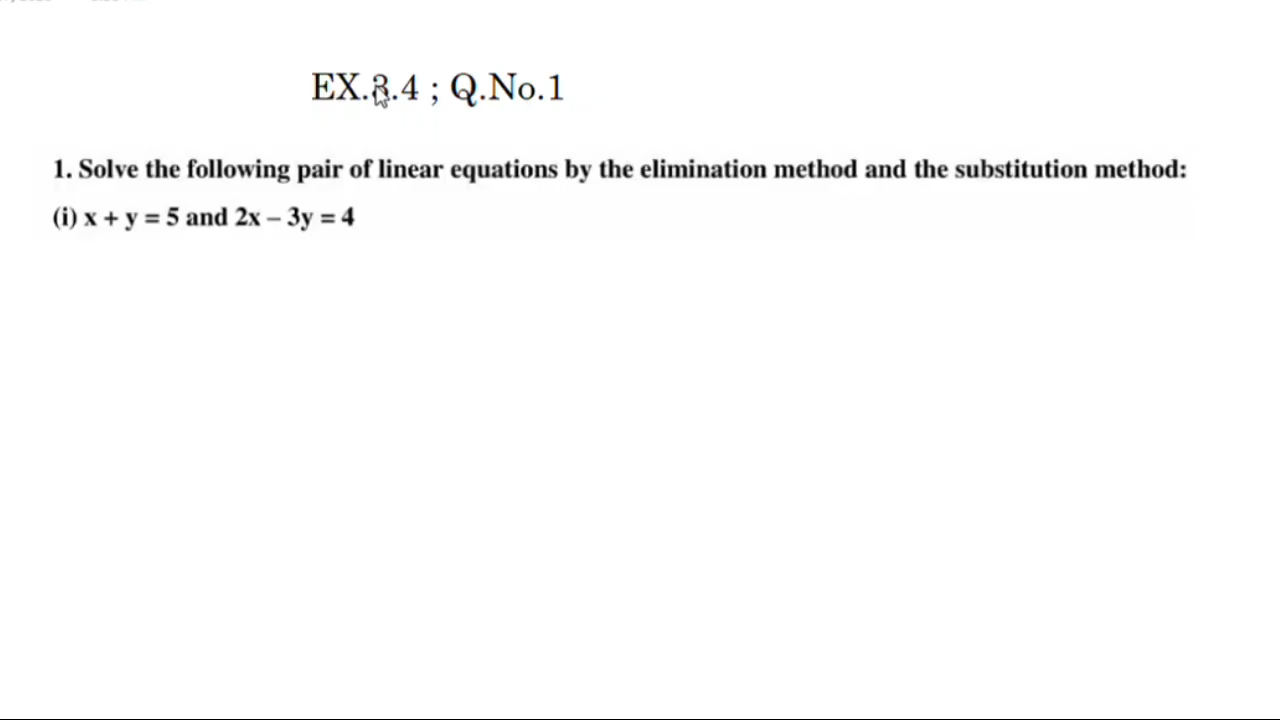 EX.3.4 ; Q.No.1
1. Solve the following pair of linear equations by the elimination method and the substitution method:
(i) x + y = 5 and 2x – 3y = 4